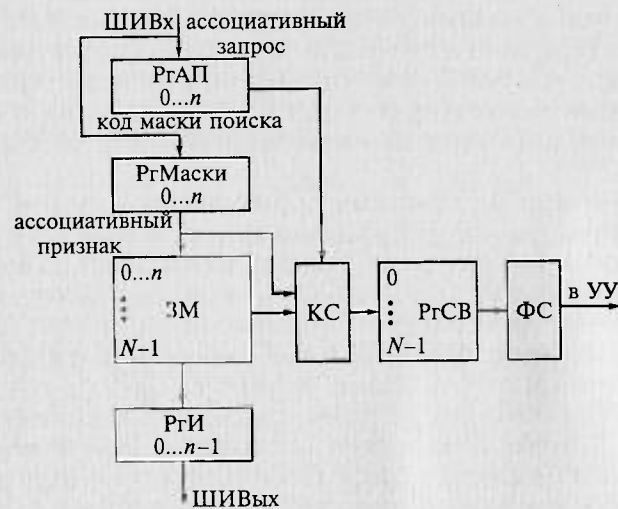 ШИВх
ассоциативный
запрос
РгАП
0...n
код маски поиска
РгМаски
0...n
ассоциативный
признак
0...n
ЗМ
N–1
КС
0
РгСВ
N–1
ФС
в УУ
РгИ
0...n–1
ШИВых